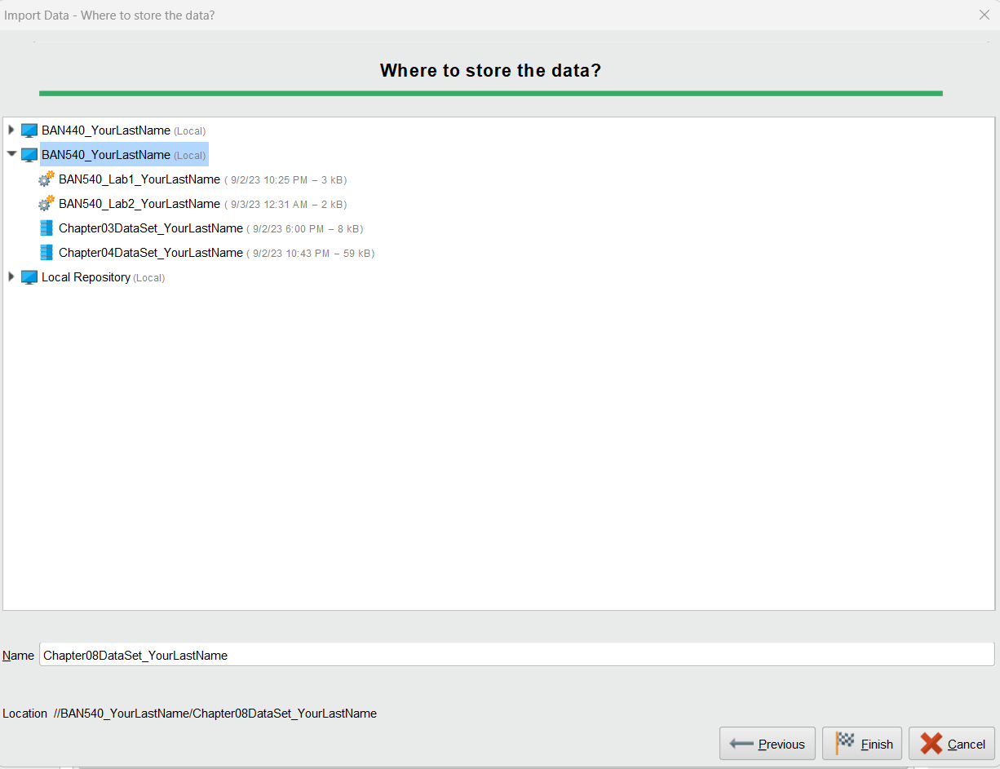 Import Data - Where to store the data?
Where to store the data?
BAN440_YourLastName (Local)
BAN540_YourLastName (Local)
BAN540_Lab1_YourLastName ( 9/2/23 10:25 PM – 3 kB)
BAN540_Lab2_YourLastName ( 9/3/23 12:31 AM – 2 kB)
Chapter03DataSet_YourLastName ( 9/2/23 6:00 PM – 8 kB)
Chapter04DataSet_YourLastName ( 9/2/23 10:43 PM – 59 kB)
Local Repository (Local)
Name Chapter08DataSet_YourLastName
Location //BAN540_YourLastName/Chapter08DataSet_YourLastName
Previous Finish Cancel